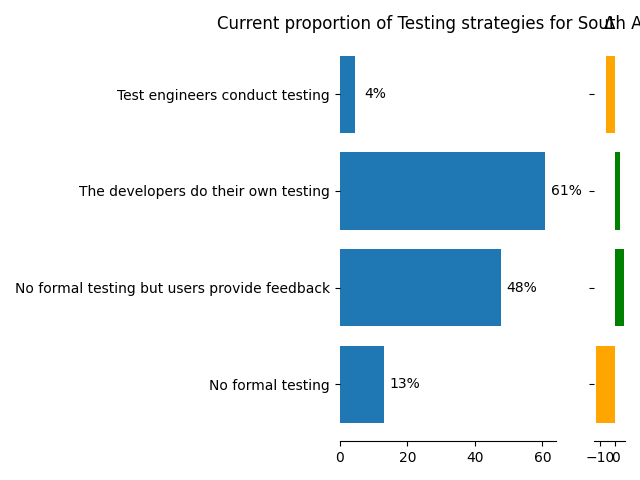 Current proportion of Testing strategies for South A
Δ
Test engineers conduct testing
4%
The developers do their own testing
61%
No formal testing but users provide feedback
48%
No formal testing
13%
0 20 40 60
−10 0